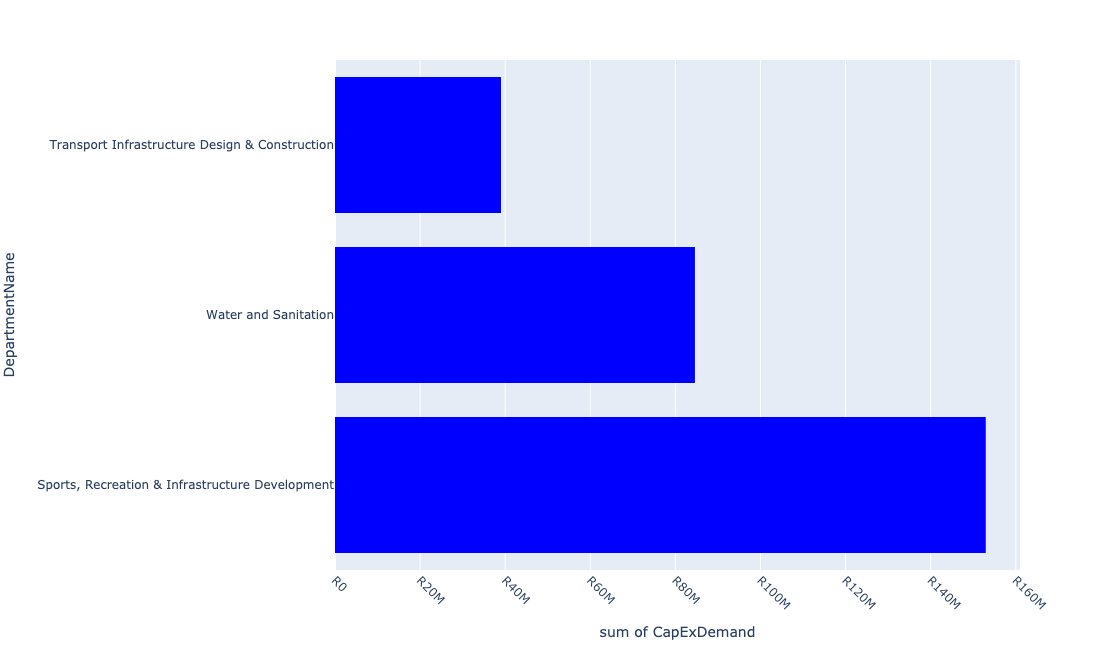 Transport Infrastructure Design & Construction
Water and Sanitation
Sports, Recreation & Infrastructure Development
DepartmentName
R0
R20M
R40M
R60M
R80M
R100M
R120M
R140M
R160M
sum of CapExDemand